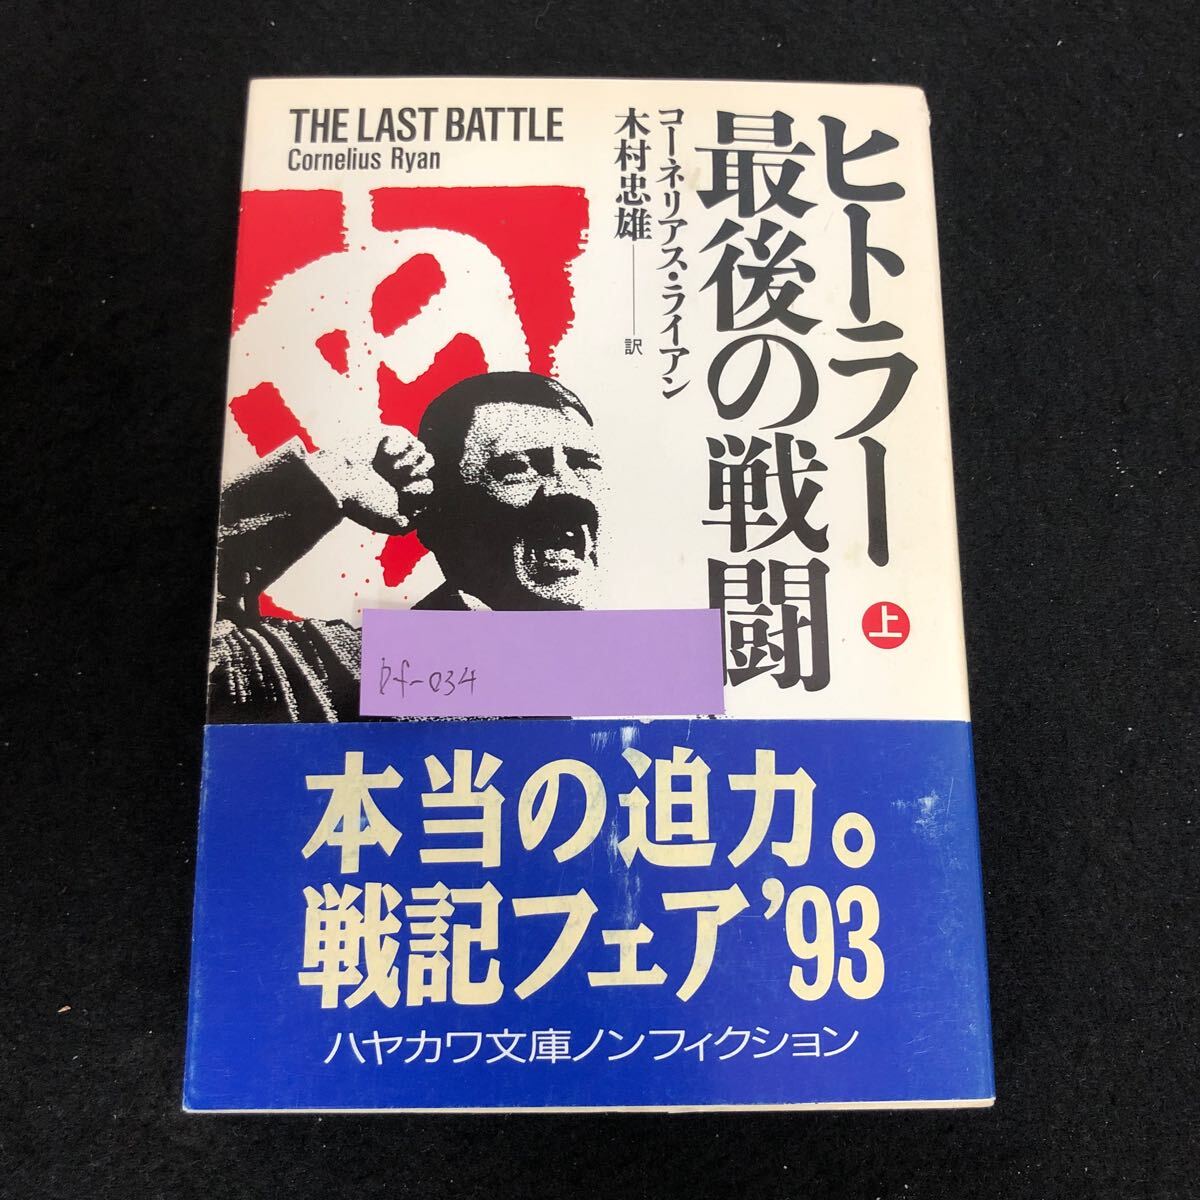 THE LAST BATTLE
Cornelius Ryan
ヒトラー
最後の戦闘
上
コーネリアス・ライアン
木村忠雄――訳
bf-034
本当の迫力。
戦記フェア'93
ハヤカワ文庫ノンフィクション